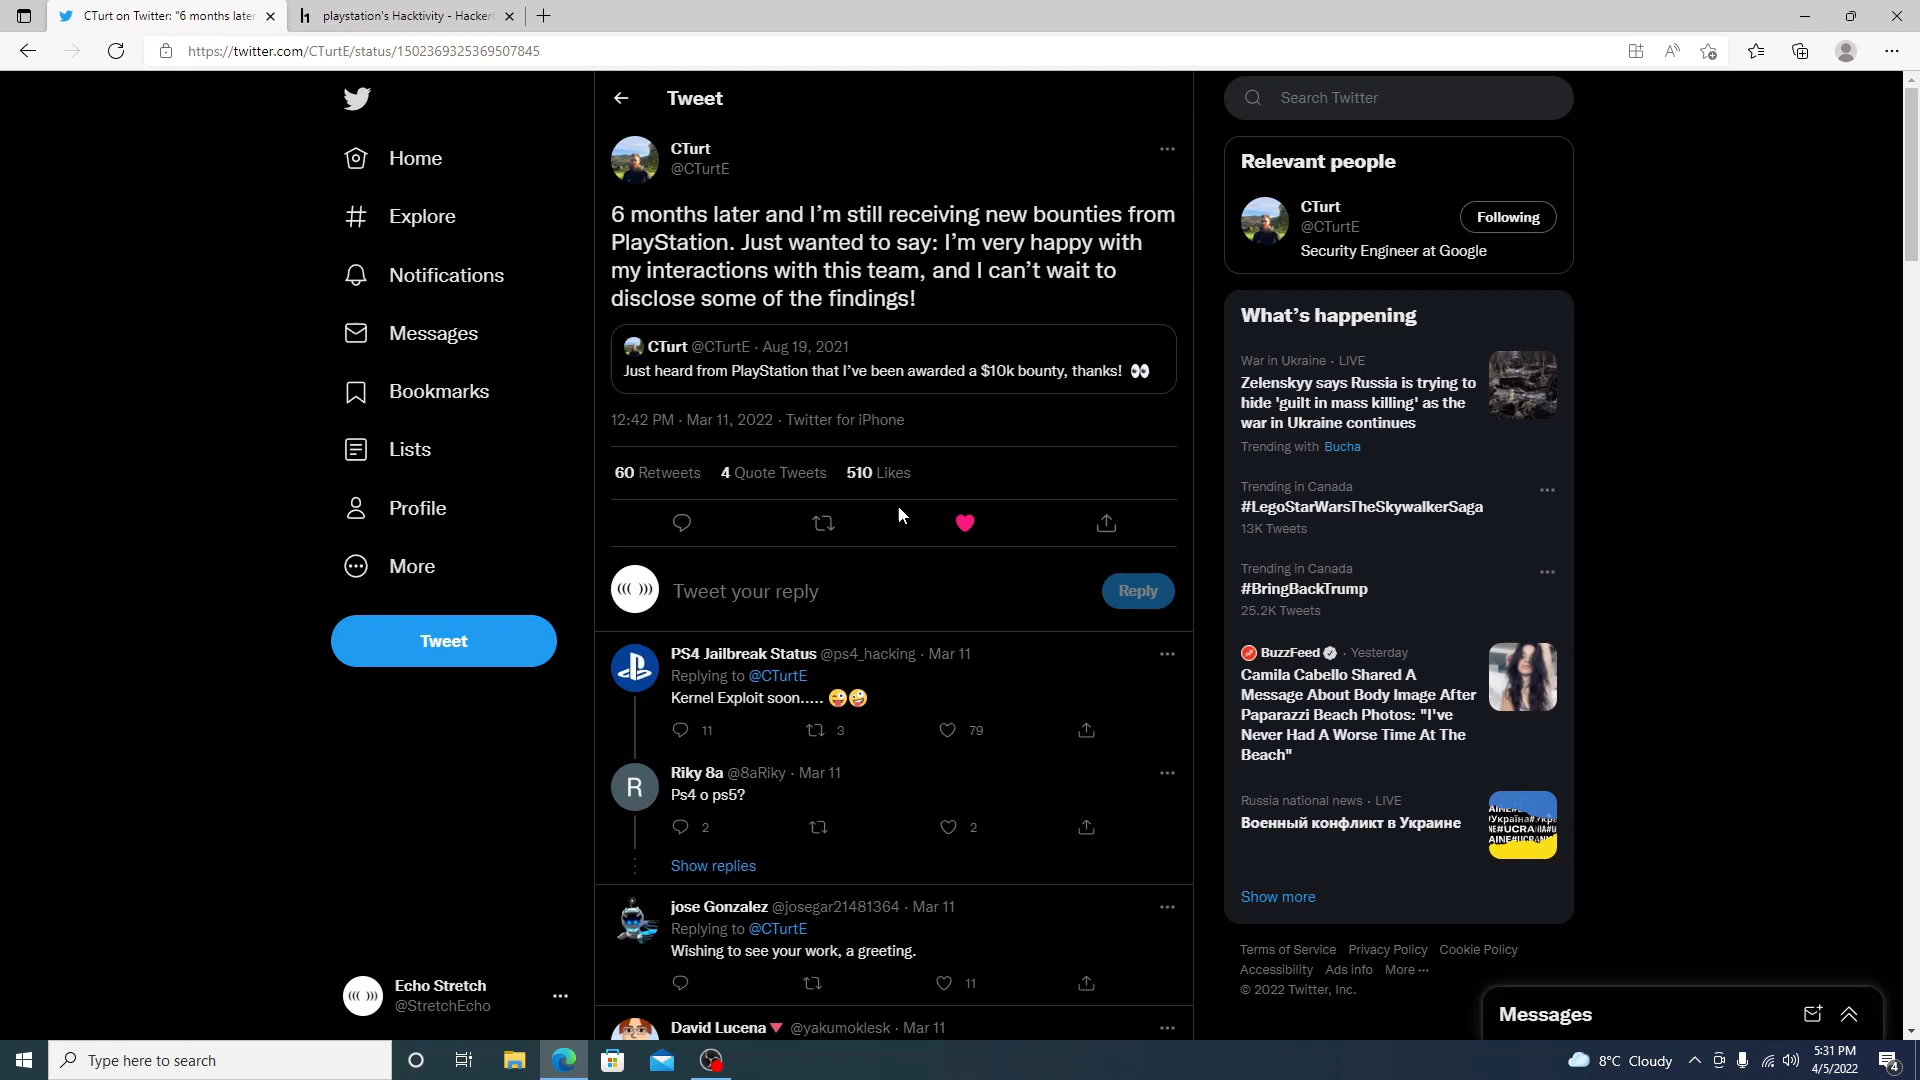 CTurt on Twitter: "6 months later
playstation's Hacktivity - Hacker
https://twitter.com/CTurtE/status/1502369325369507845
Home
Explore
Notifications
Messages
Bookmarks
Lists
Profile
More
Tweet
Echo Stretch
@StretchEcho
Tweet
CTurt
@CTurtE
6 months later and I'm still receiving new bounties from
PlayStation. Just wanted to say: I'm very happy with
my interactions with this team, and I can't wait to
disclose some of the findings!
CTurt @CTurtE · Aug 19, 2021
Just heard from PlayStation that I've been awarded a $10k bounty, thanks! 👀
12:42 PM · Mar 11, 2022 · Twitter for iPhone
60 Retweets 4 Quote Tweets 510 Likes
Tweet your reply
Reply
PS4 Jailbreak Status @ps4_hacking · Mar 11
Replying to @CTurtE
Kernel Exploit soon..... 😜🤪
11 3 79
R
Riky 8a @8aRiky · Mar 11
Ps4 o ps5?
2 2
Show replies
jose Gonzalez @josegar21481364 · Mar 11
Replying to @CTurtE
Wishing to see your work, a greeting.
11
David Lucena🔻 @yakumoklesk · Mar 11
Search Twitter
Relevant people
CTurt
@CTurtE
Following
Security Engineer at Google
What's happening
War in Ukraine · LIVE
Zelenskyy says Russia is trying to
hide 'guilt in mass killing' as the
war in Ukraine continues
Trending with Bucha
Trending in Canada
#LegoStarWarsTheSkywalkerSaga
13K Tweets
Trending in Canada
#BringBackTrump
25.2K Tweets
BuzzFeed · Yesterday
Camila Cabello Shared A
Message About Body Image After
Paparazzi Beach Photos: "I've
Never Had A Worse Time At The
Beach"
Russia national news · LIVE
Военный конфликт в Украине
Show more
Terms of Service Privacy Policy Cookie Policy
Accessibility Ads info More ···
© 2022 Twitter, Inc.
Messages
Type here to search
8°C Cloudy
5:31 PM
4/5/2022
4